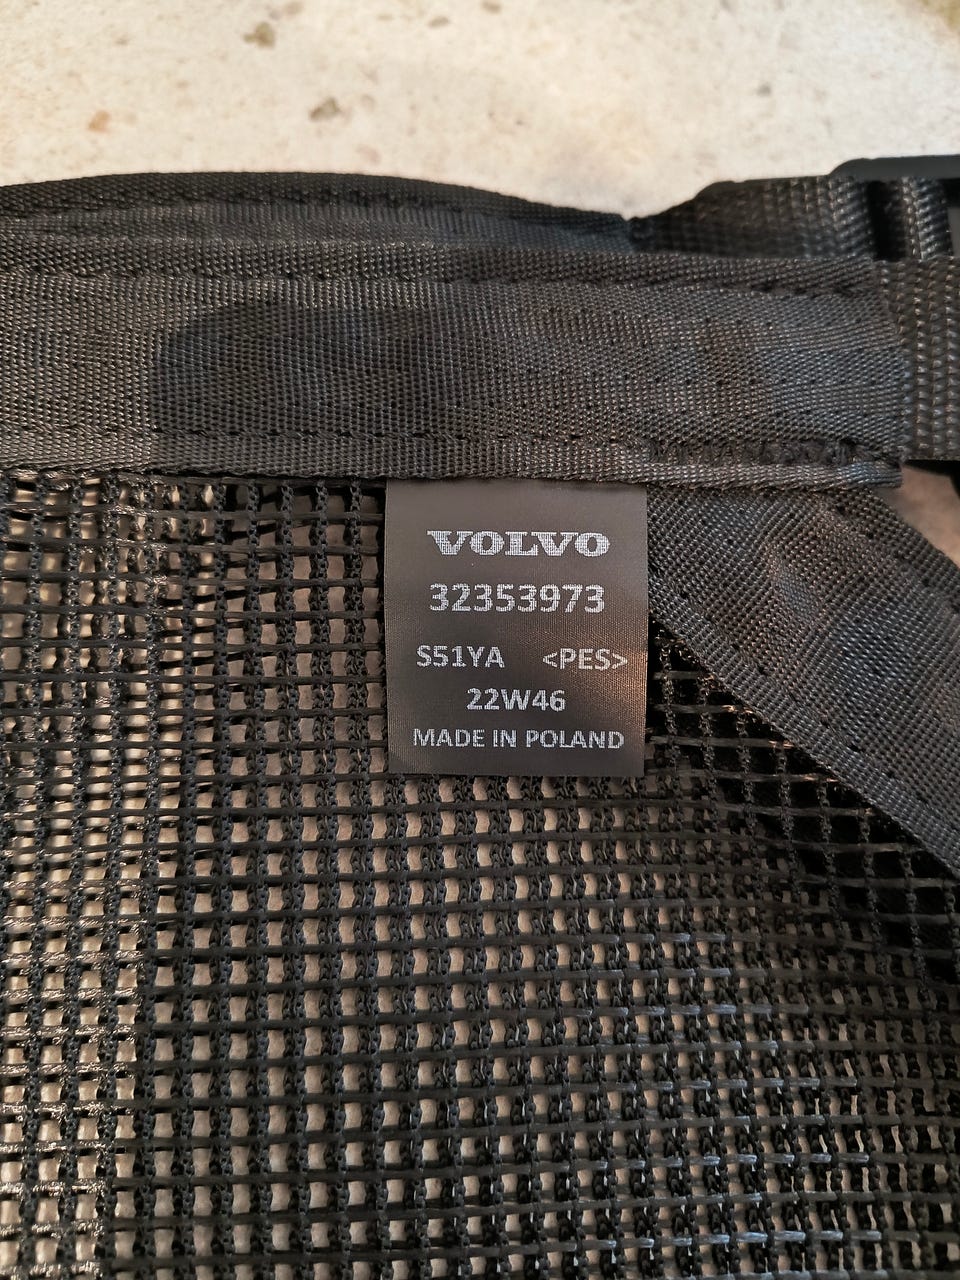 VOLVO
32353973
S51YA <PES>
22W46
MADE IN POLAND